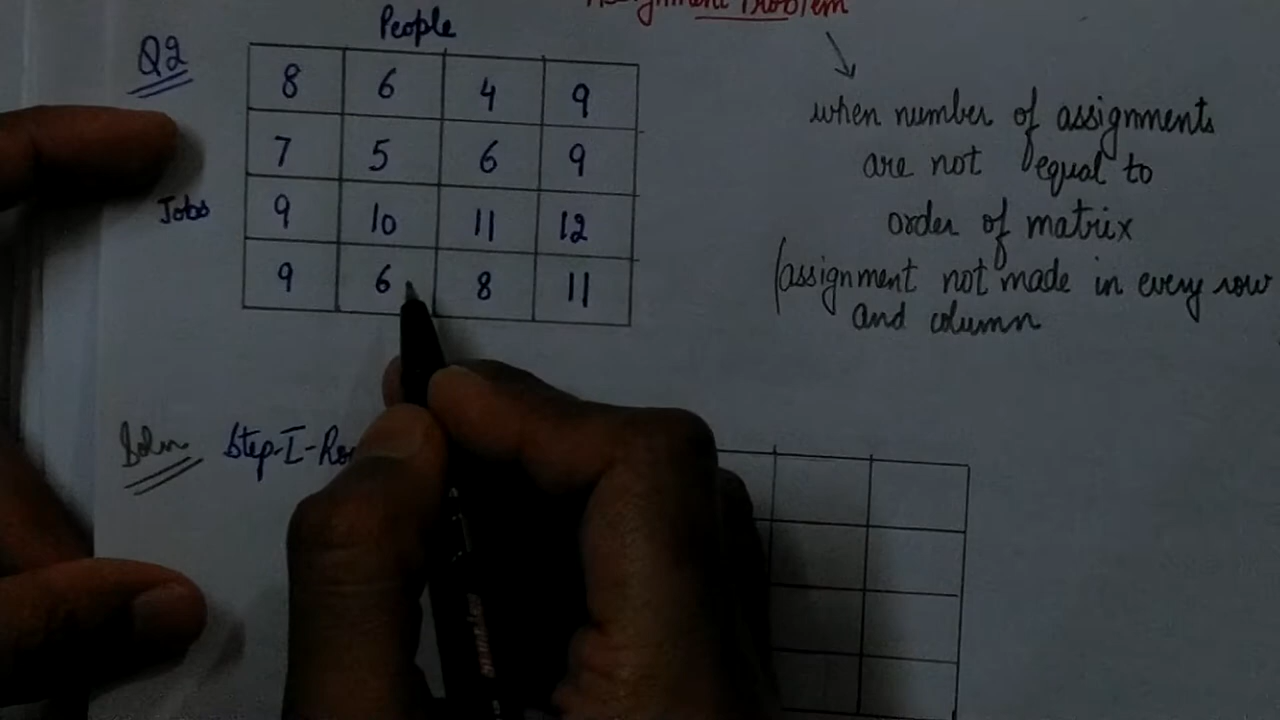 Assignment Problem
Q2
People
8 6 4 9
7 5 6 9
Jobs
9 10 11 12
9 6 8 11
when number of assignments
are not equal to
order of matrix
(assignment not made in every row
and column
Soln Step-I-